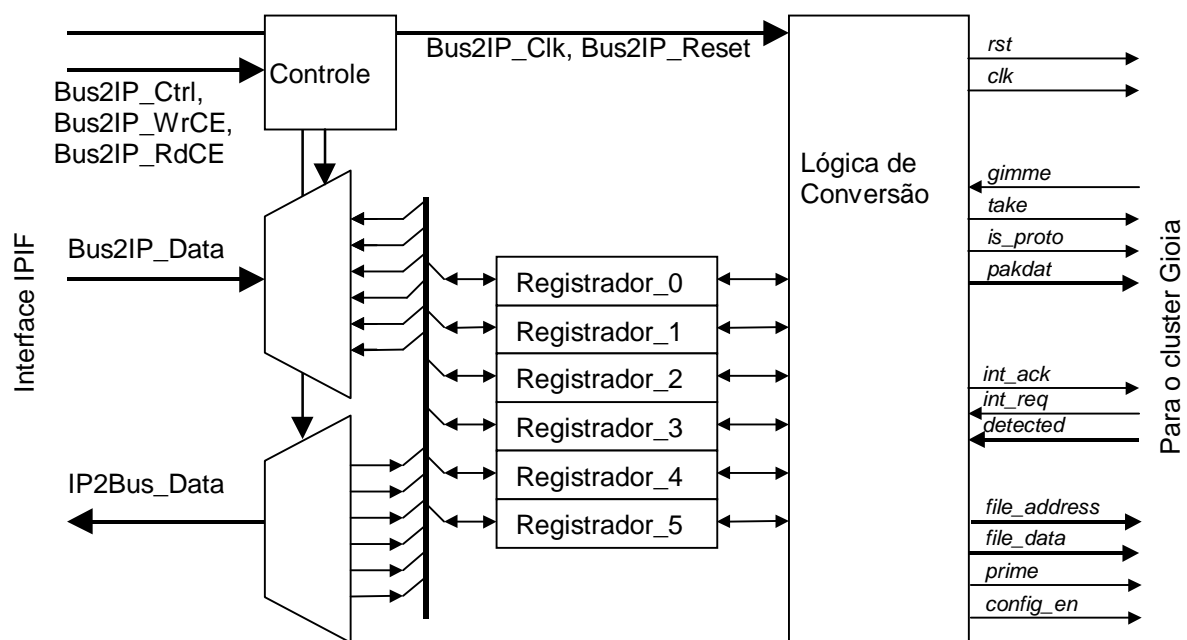 Bus2IP_Clk, Bus2IP_Reset
Controle
Bus2IP_Ctrl,
Bus2IP_WrCE,
Bus2IP_RdCE
Interface IPIF
Bus2IP_Data
IP2Bus_Data
Registrador_0
Registrador_1
Registrador_2
Registrador_3
Registrador_4
Registrador_5
Lógica de
Conversão
rst
clk
gimme
take
is_proto
pakdat
int_ack
int_req
detected
file_address
file_data
prime
config_en
Para o cluster Gioia